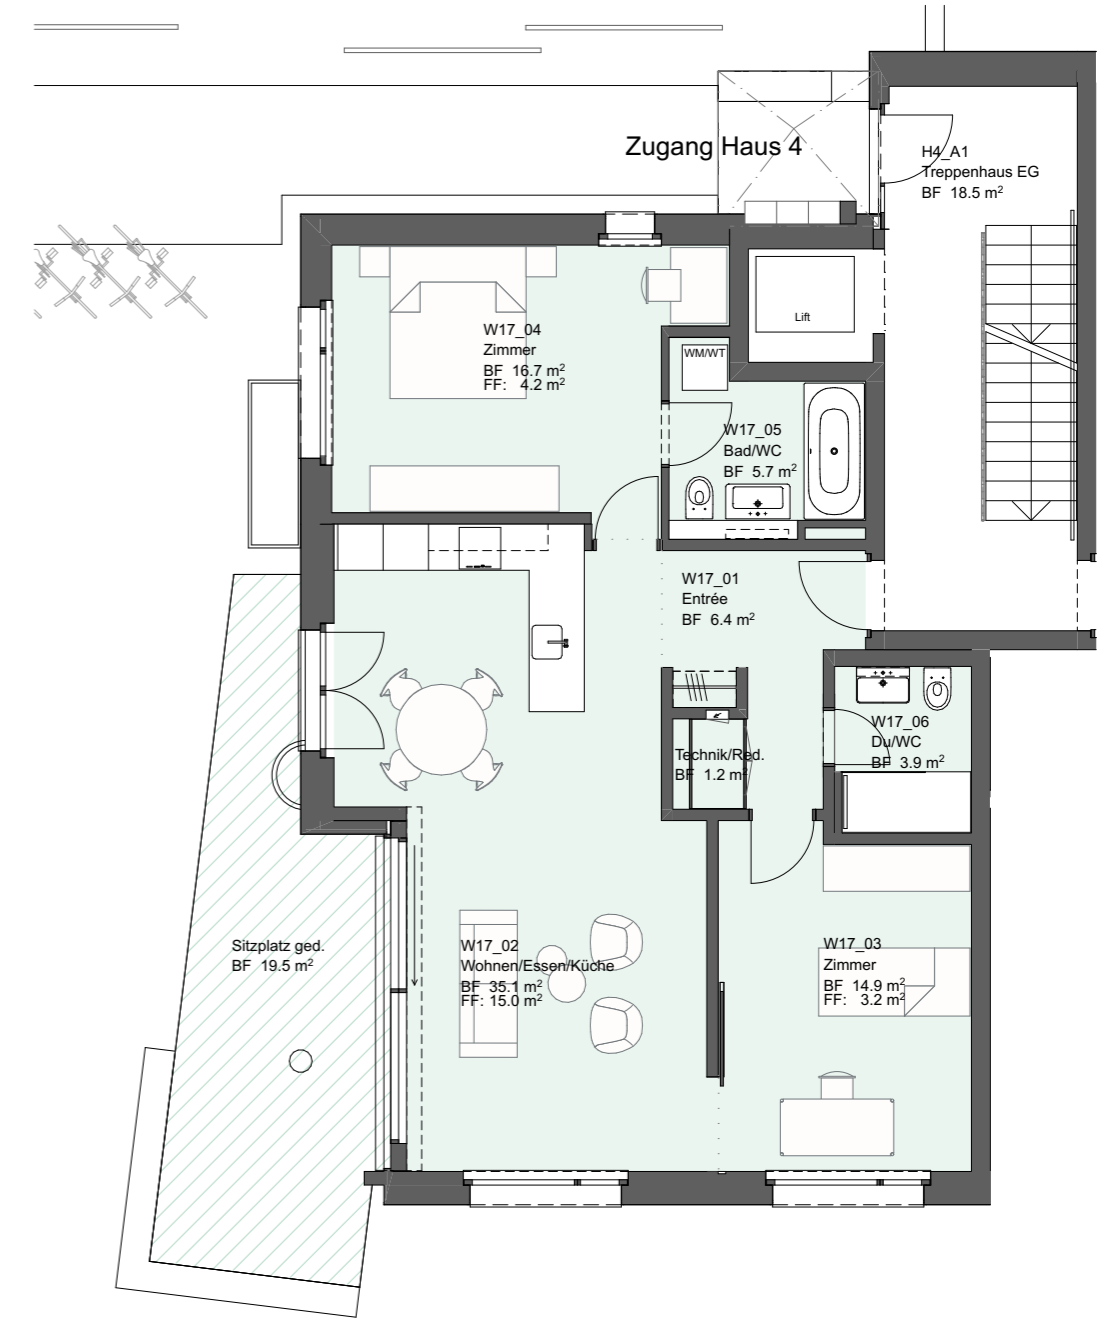 Zugang Haus 4
H4_A1
Treppenhaus EG
BF 18.5 m²
Lift
W17_04
Zimmer
BF 16.7 m²
FF: 4.2 m²
WM/WT
W17_05
Bad/WC
BF 5.7 m²
W17_01
Entrée
BF 6.4 m²
W17_06
Du/WC
BF 3.9 m²
Technik/Red.
BF 1.2 m²
Sitzplatz ged.
BF 19.5 m²
W17_02
Wohnen/Essen/Küche
BF 35.1 m²
FF: 15.0 m²
W17_03
Zimmer
BF 14.9 m²
FF: 3.2 m²